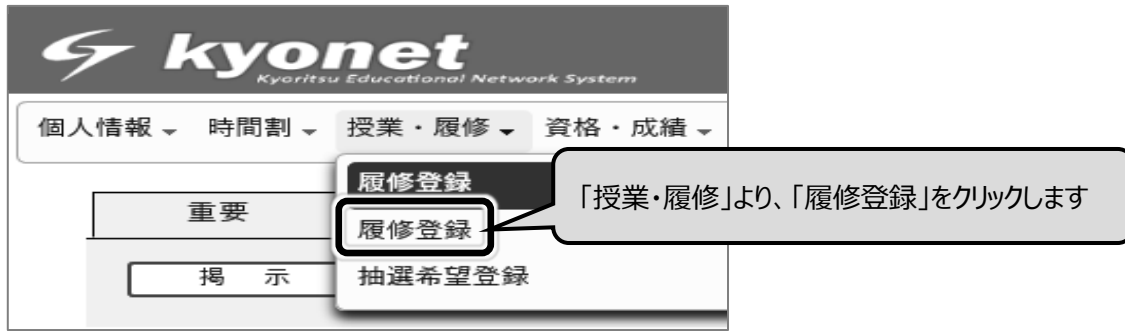 kyonet
Kyoritsu Educational Network System
個人情報 時間割 授業・履修 資格・成績
履修登録
重要
履修登録
「授業・履修」より、「履修登録」をクリックします
掲 示
抽選希望登録